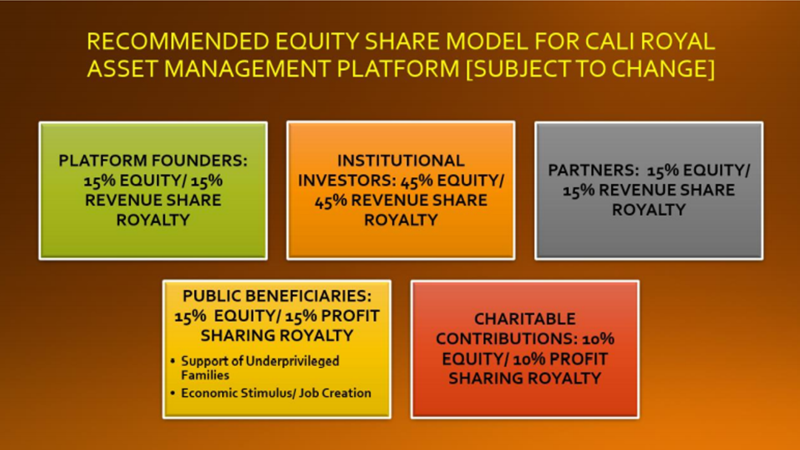 RECOMMENDED EQUITY SHARE MODEL FOR CALI ROYAL
ASSET MANAGEMENT PLATFORM [SUBJECT TO CHANGE]
PLATFORM FOUNDERS:
15% EQUITY/ 15%
REVENUE SHARE
ROYALTY
INSTITUTIONAL
INVESTORS: 45% EQUITY/
45% REVENUE SHARE
ROYALTY
PARTNERS: 15% EQUITY/
15% REVENUE SHARE
ROYALTY
PUBLIC BENEFICIARIES:
15% EQUITY/ 15% PROFIT
SHARING ROYALTY
• Support of Underprivileged
Families
• Economic Stimulus/ Job Creation
CHARITABLE
CONTRIBUTIONS: 10%
EQUITY/ 10% PROFIT
SHARING ROYALTY